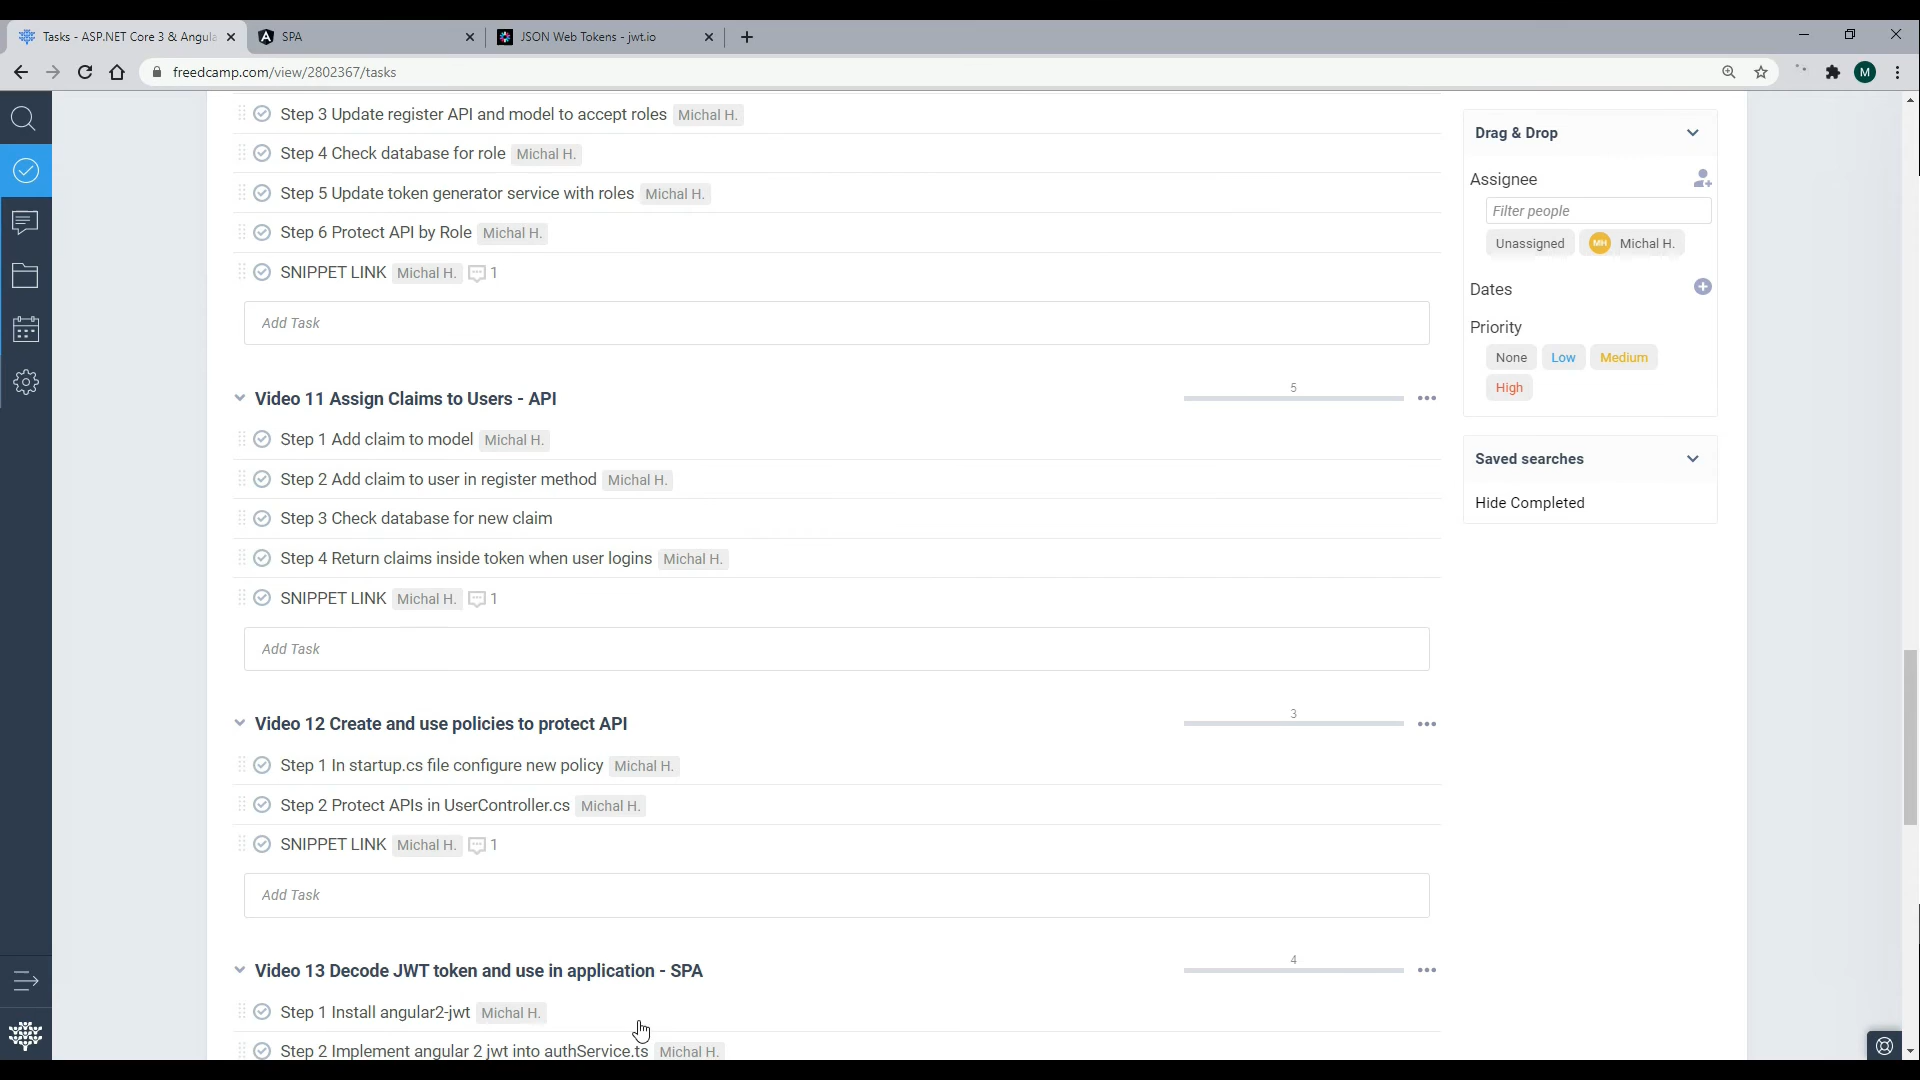 Tasks - ASP.NET Core 3 & Angula
SPA
JSON Web Tokens - jwt.io
freedcamp.com/view/2802367/tasks
M
Step 3 Update register API and model to accept roles Michal H.
Step 4 Check database for role Michal H.
Step 5 Update token generator service with roles Michal H.
Step 6 Protect API by Role Michal H.
SNIPPET LINK Michal H. 1
Add Task
Video 11 Assign Claims to Users - API 5
Step 1 Add claim to model Michal H.
Step 2 Add claim to user in register method Michal H.
Step 3 Check database for new claim
Step 4 Return claims inside token when user logins Michal H.
SNIPPET LINK Michal H. 1
Add Task
Video 12 Create and use policies to protect API 3
Step 1 In startup.cs file configure new policy Michal H.
Step 2 Protect APIs in UserController.cs Michal H.
SNIPPET LINK Michal H. 1
Add Task
Video 13 Decode JWT token and use in application - SPA 4
Step 1 Install angular2-jwt Michal H.
Step 2 Implement angular 2 jwt into authService.ts Michal H.
Drag & Drop
Assignee
Filter people
Unassigned MH Michal H.
Dates
Priority
None Low Medium
High
Saved searches
Hide Completed